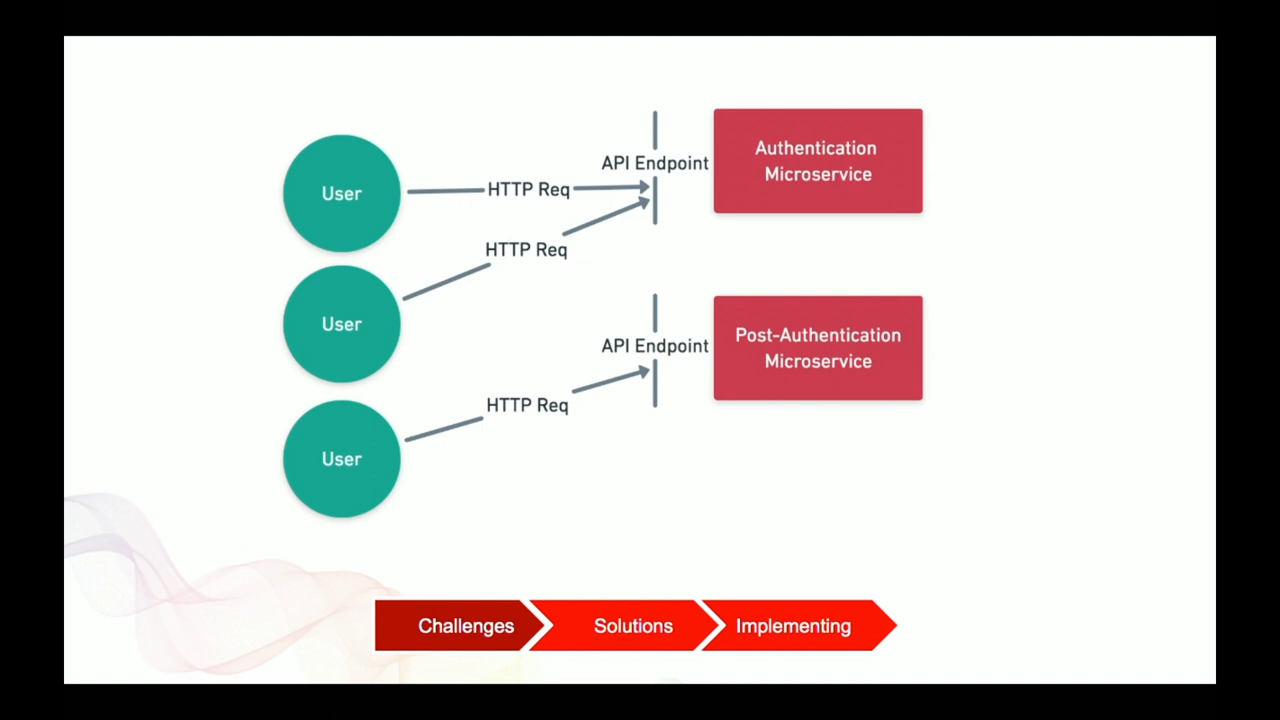 User
HTTP Req
API Endpoint
Authentication
Microservice
User
HTTP Req
API Endpoint
Post-Authentication
Microservice
User
HTTP Req
Challenges
Solutions
Implementing